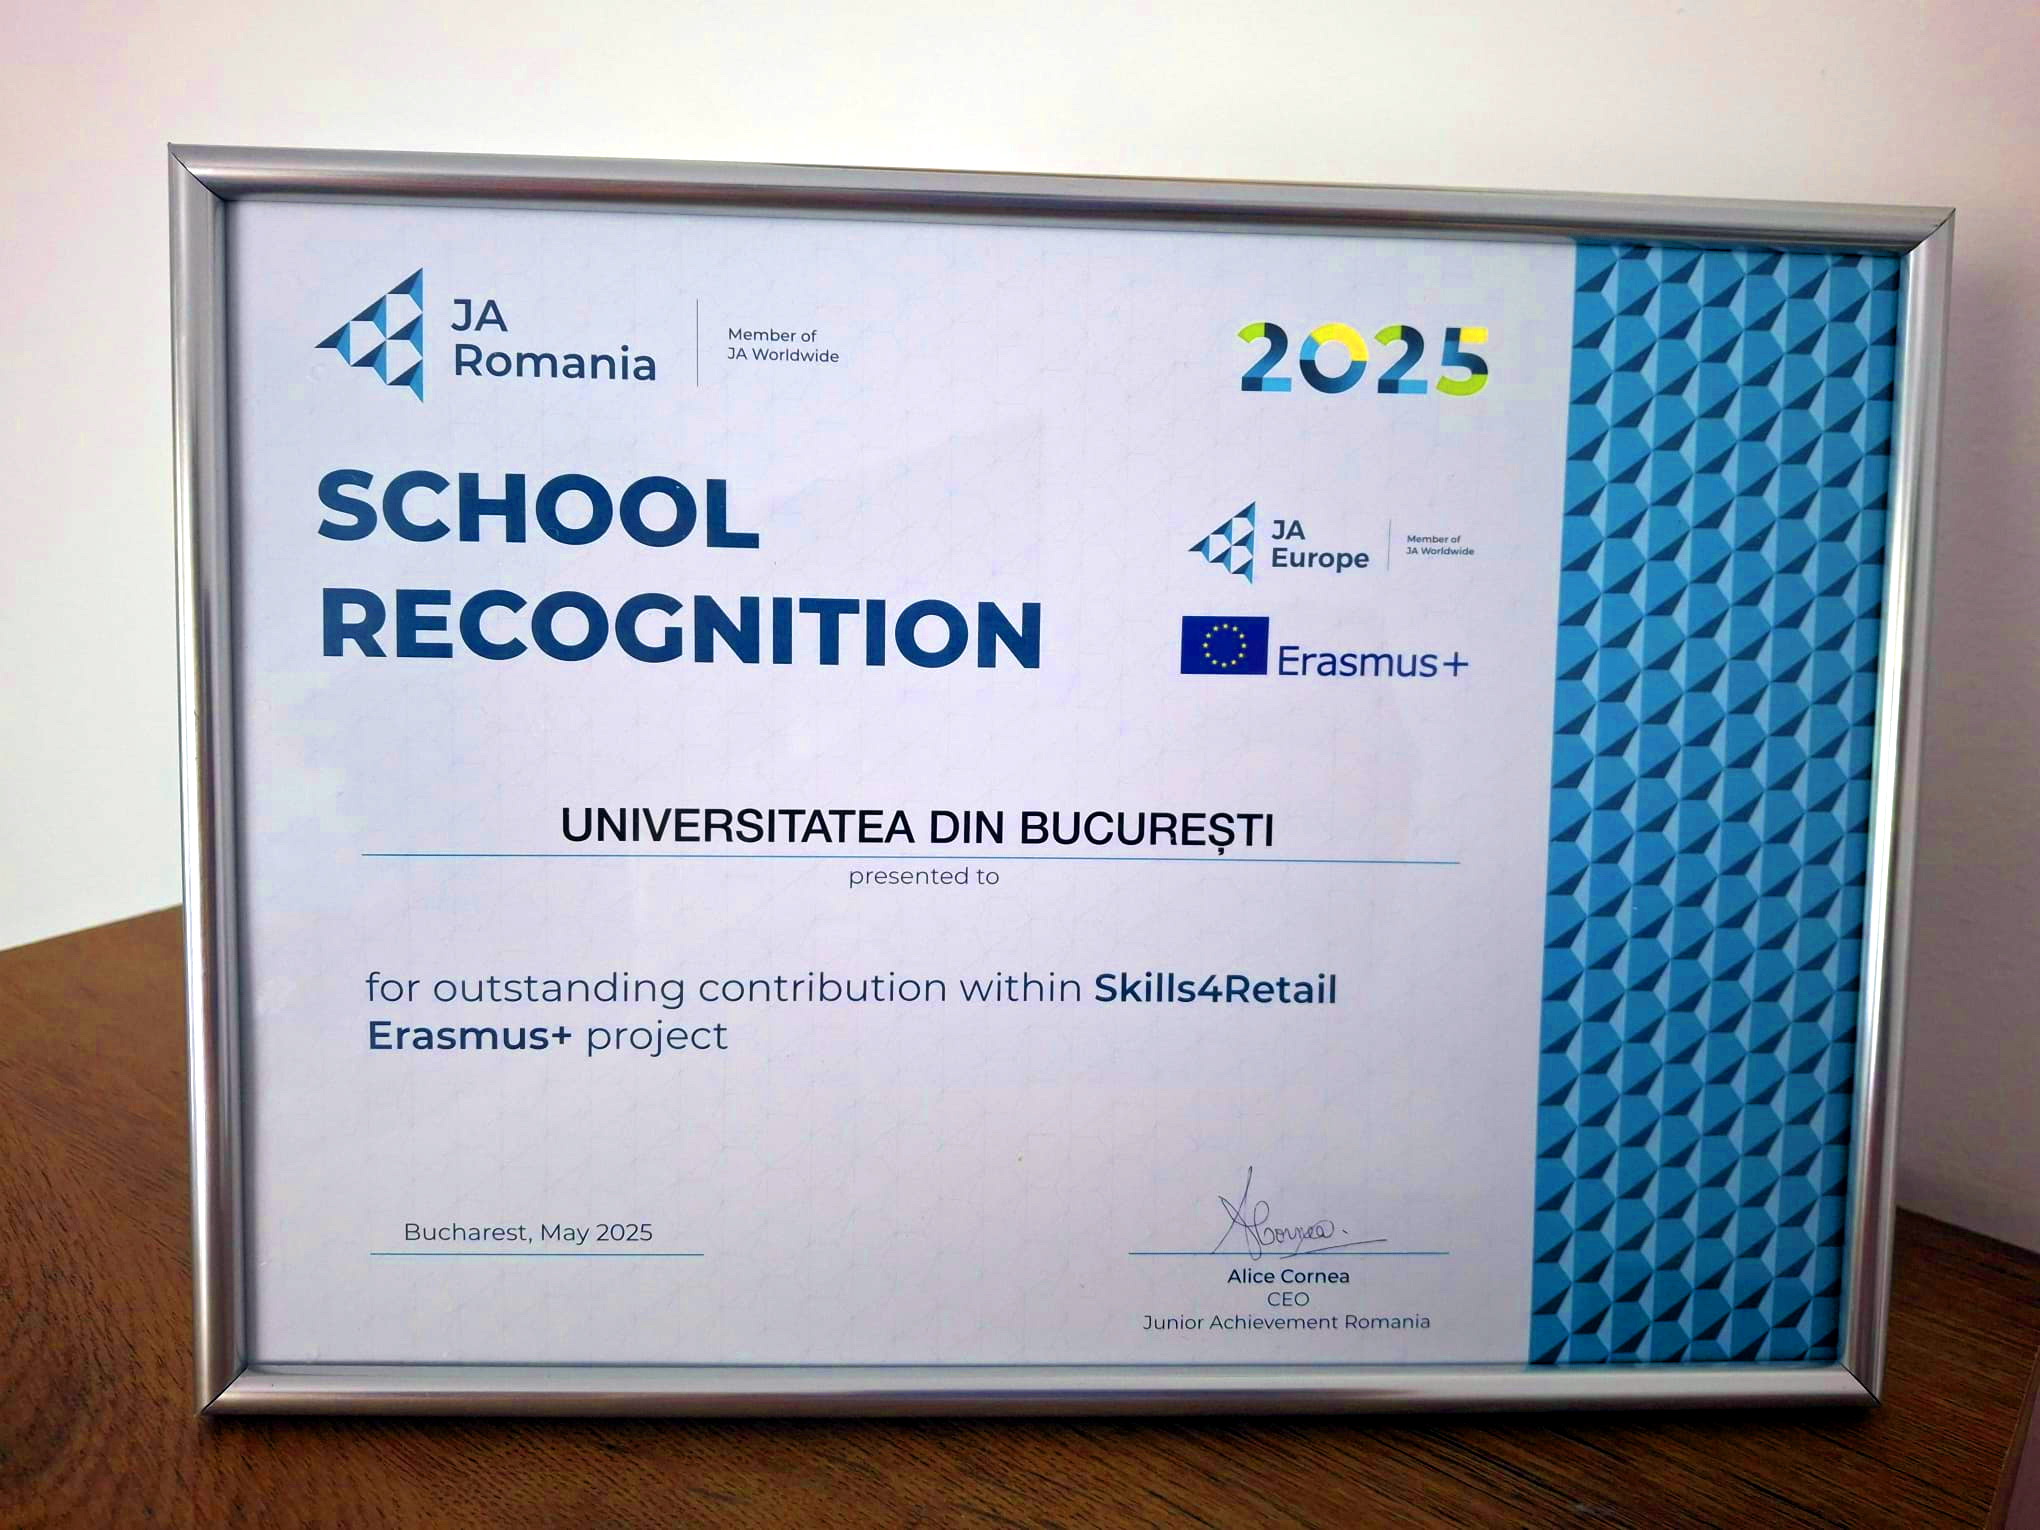 JA
Romania
Member of
JA Worldwide
2025
SCHOOL
RECOGNITION
JA
Europe
Member of
JA Worldwide
Erasmus+
UNIVERSITATEA DIN BUCUREȘTI
presented to
for outstanding contribution within Skills4Retail
Erasmus+ project
Bucharest, May 2025
ACornea.
Alice Cornea
CEO
Junior Achievement Romania